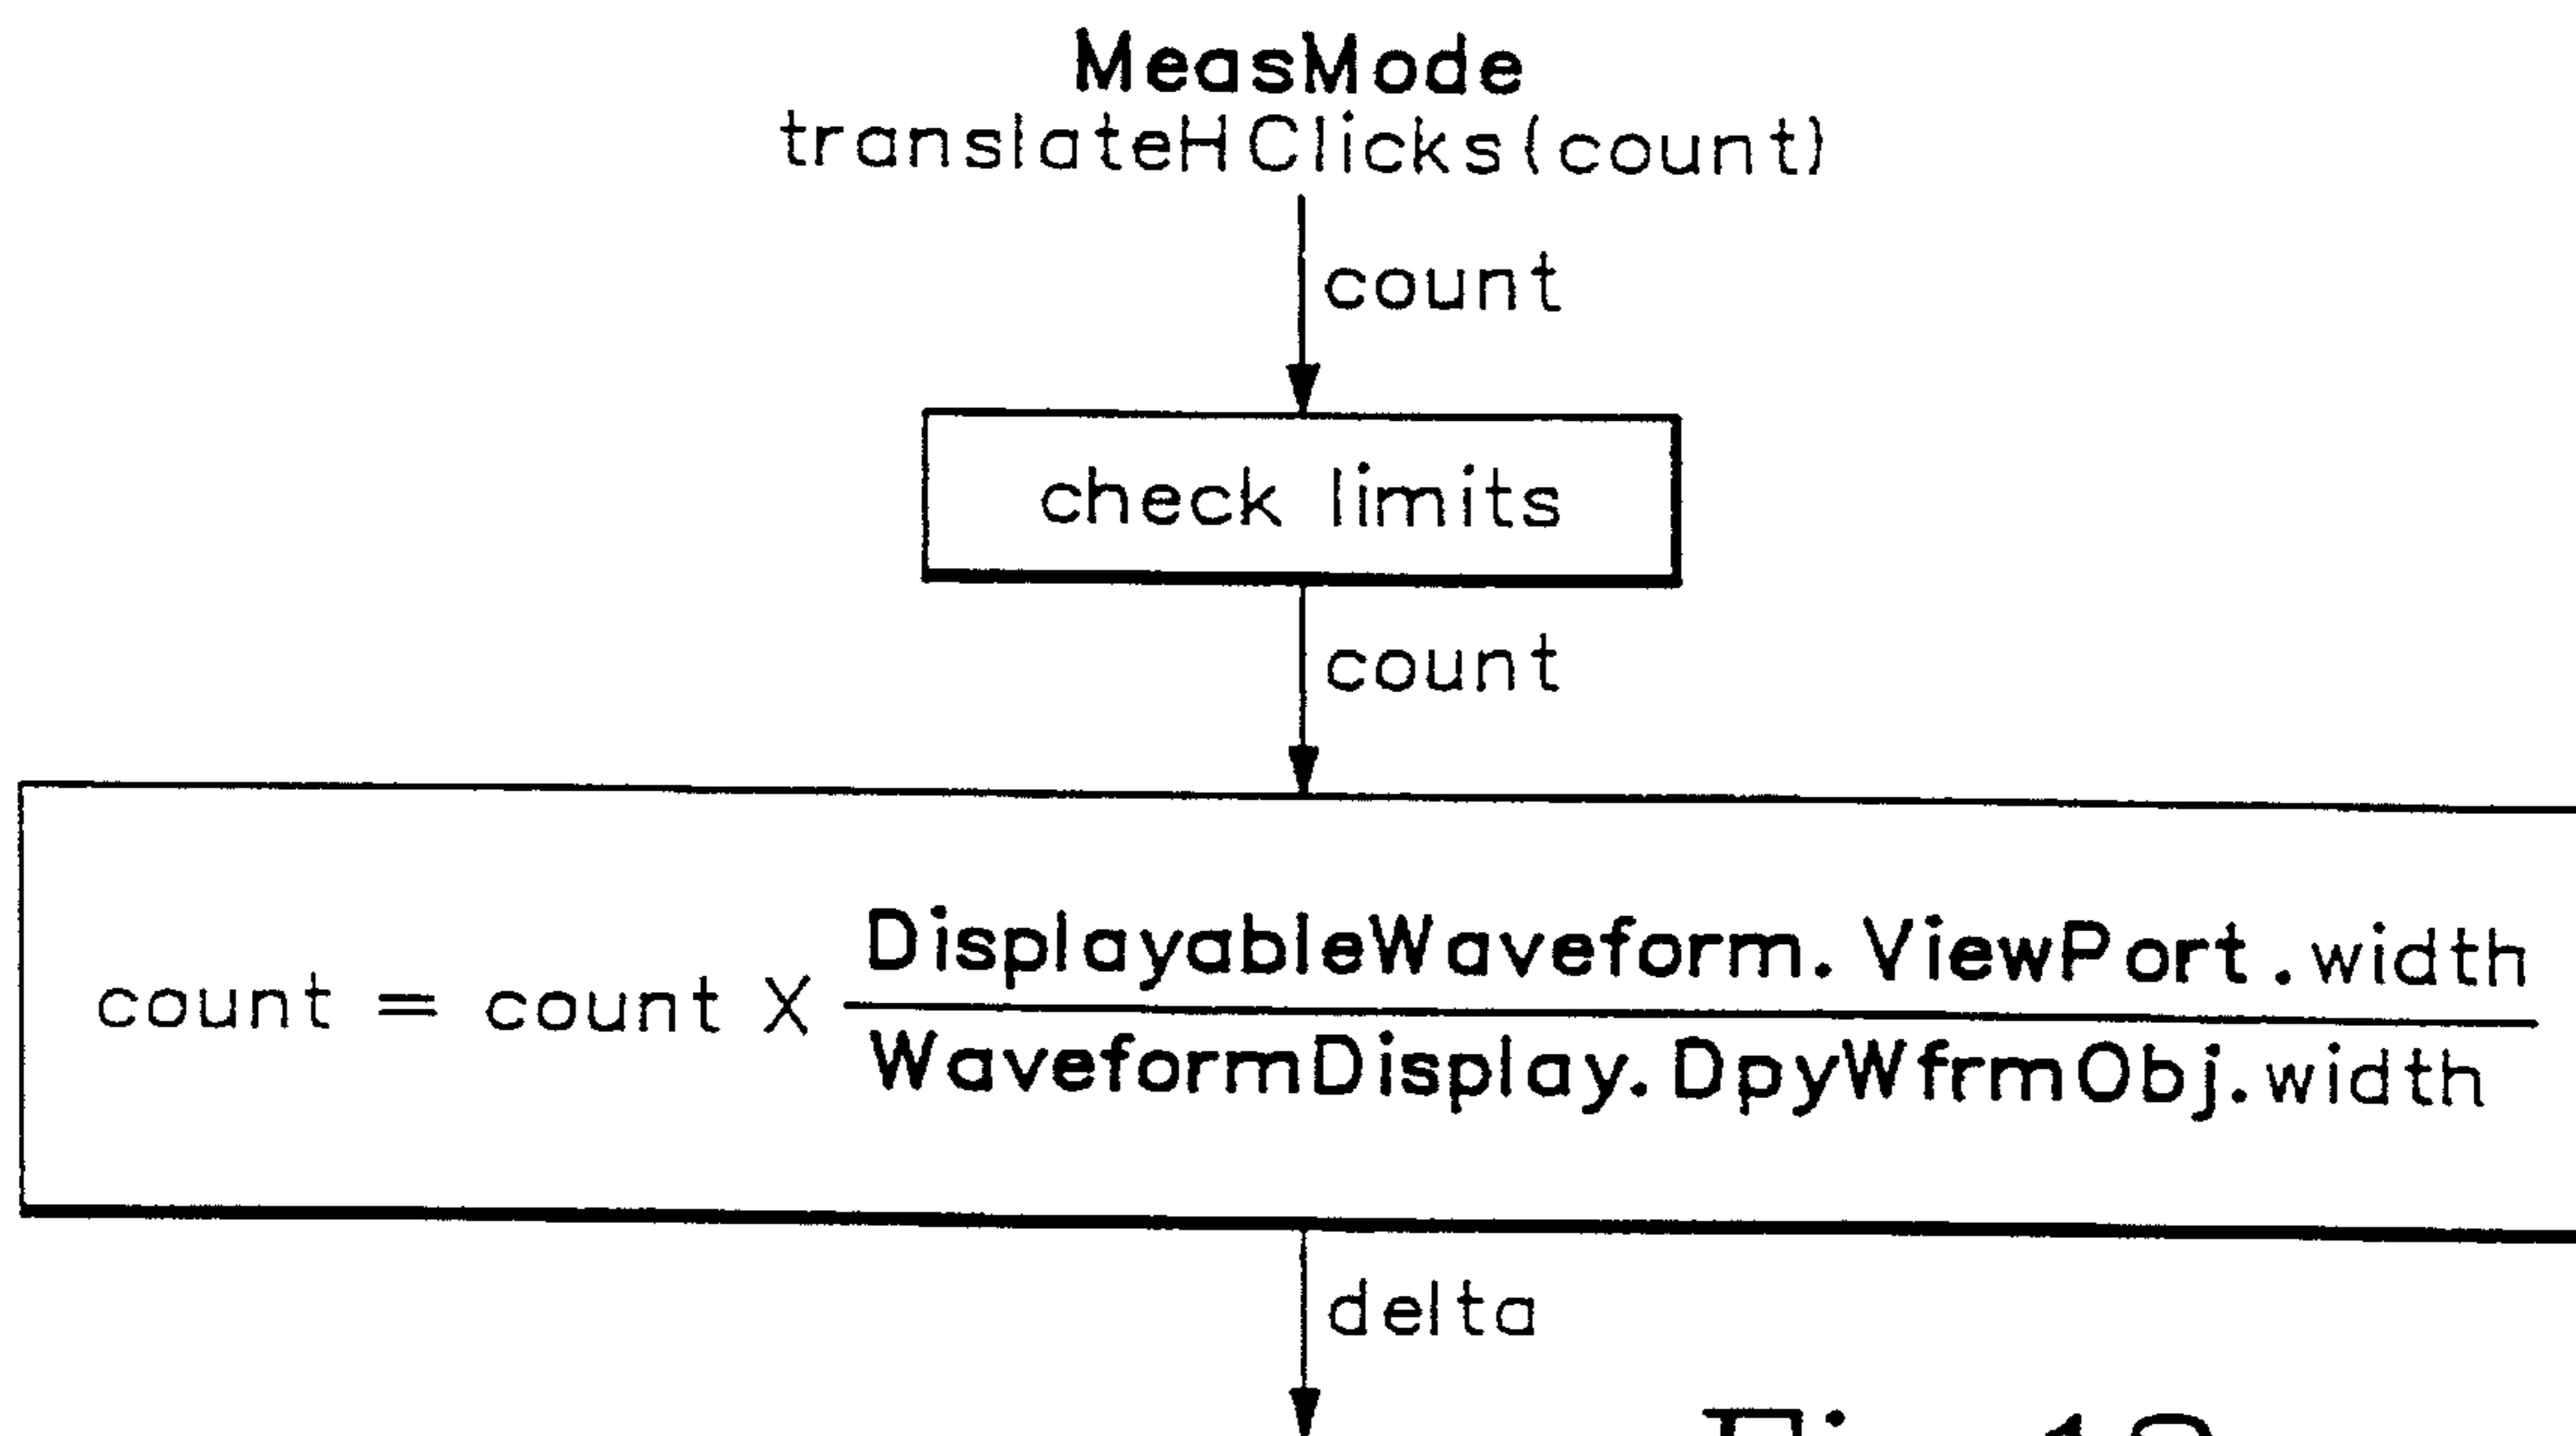 MeasMode
translateHClicks(count)
count
check limits
count
count = count X DisplayableWaveform.ViewPort.width
WaveformDisplay.DpyWfrmObj.width
delta